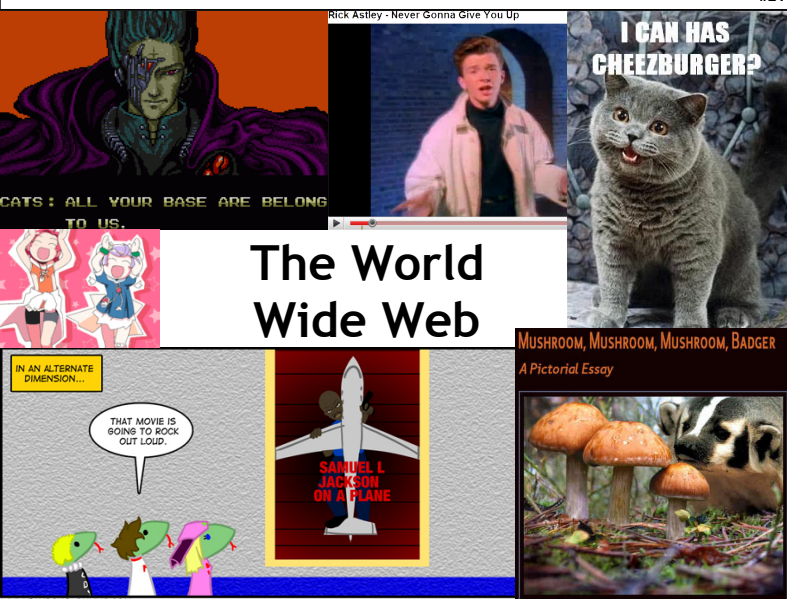 Rick Astley - Never Gonna Give You Up
I CAN HAS
CHEEZBURGER?
CATS: ALL YOUR BASE ARE BELONG
TO US.
The World
Wide Web
MUSHROOM, MUSHROOM, MUSHROOM, BADGER
A Pictorial Essay
IN AN ALTERNATE
DIMENSION...
THAT MOVIE IS
GOING TO ROCK
OUT LOUD.
SAMUEL L
JACKSON
ON A PLANE